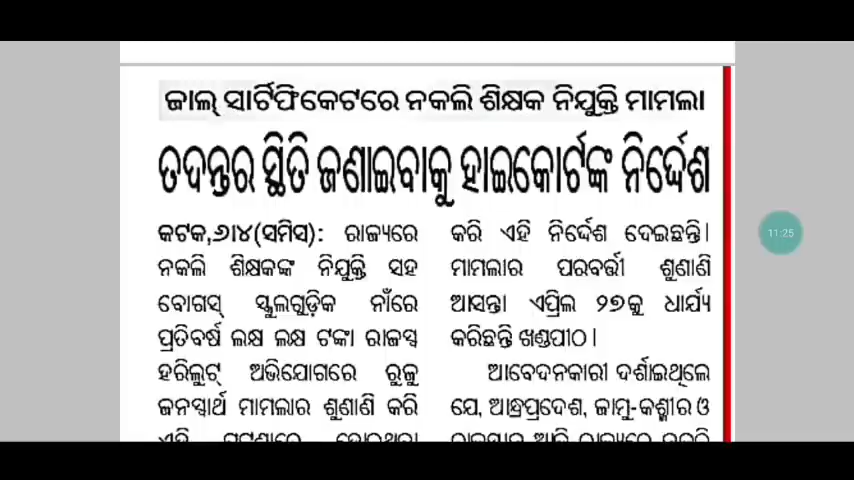 ଜାଲ୍ ସାର୍ଟିଫିକେଟରେ ନକଲି ଶିକ୍ଷକ ନିଯୁକ୍ତି ମାମଲା
ତଦନ୍ତର ସ୍ଥିତି ଜଣାଇବାକୁ ହାଇକୋର୍ଟଙ୍କ ନିର୍ଦ୍ଦେଶ
କଟକ,୬।୪(ସମିସ): ରାଜ୍ୟରେ
ନକଲି ଶିକ୍ଷକଙ୍କ ନିଯୁକ୍ତି ସହ
ବୋଗସ୍ ସ୍କୁଲଗୁଡ଼ିକ ନାଁରେ
ପ୍ରତିବର୍ଷ ଲକ୍ଷ ଲକ୍ଷ ଟଙ୍କା ରାଜସ୍ୱ
ହରିଲୁଟ୍ ଅଭିଯୋଗରେ ରୁଜୁ
ଜନସ୍ୱାର୍ଥ ମାମଲାର ଶୁଣାଣି କରି
କରି ଏହି ନିର୍ଦ୍ଦେଶ ଦେଇଛନ୍ତି।
ମାମଲାର ପରବର୍ତ୍ତୀ ଶୁଣାଣି
ଆସନ୍ତା ଏପ୍ରିଲ ୨୭କୁ ଧାର୍ଯ୍ୟ
କରିଛନ୍ତି ଖଣ୍ଡପୀଠ।
ଆବେଦନକାରୀ ଦର୍ଶାଇଥିଲେ
ଯେ, ଆନ୍ଧ୍ରପ୍ରଦେଶ, ଜାମୁ-କଶ୍ମୀର ଓ
11:25